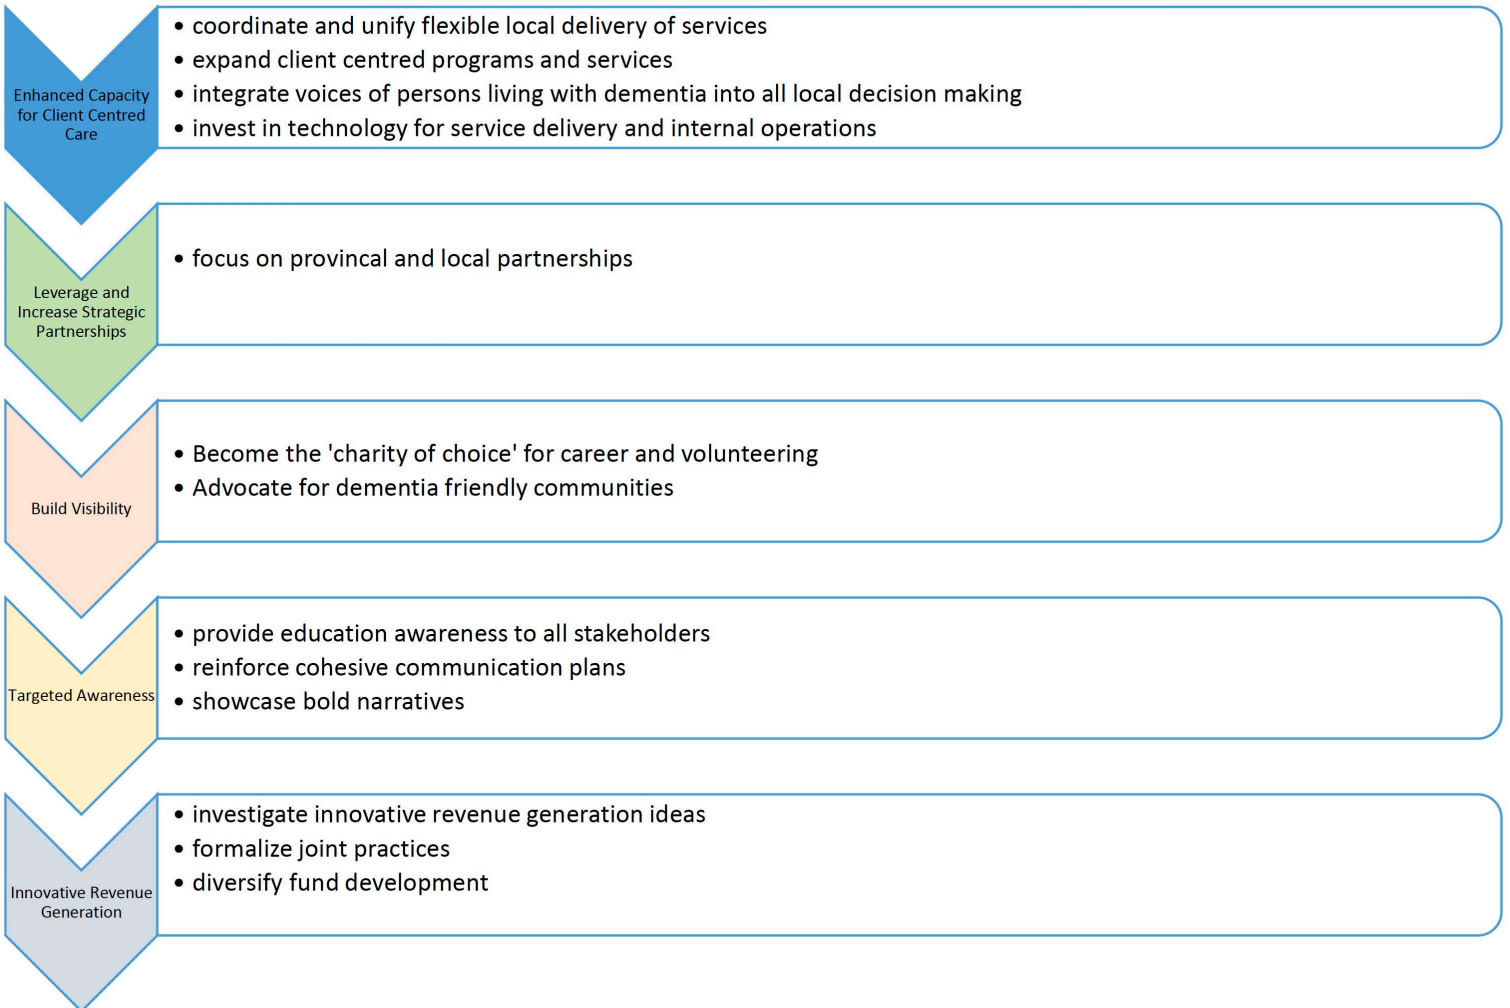 Enhanced Capacity
for Client Centred
Care
• coordinate and unify flexible local delivery of services
• expand client centred programs and services
• integrate voices of persons living with dementia into all local decision making
• invest in technology for service delivery and internal operations
Leverage and
Increase Strategic
Partnerships
• focus on provincal and local partnerships
Build Visibility
• Become the 'charity of choice' for career and volunteering
• Advocate for dementia friendly communities
Targeted Awareness
• provide education awareness to all stakeholders
• reinforce cohesive communication plans
• showcase bold narratives
Innovative Revenue
Generation
• investigate innovative revenue generation ideas
• formalize joint practices
• diversify fund development